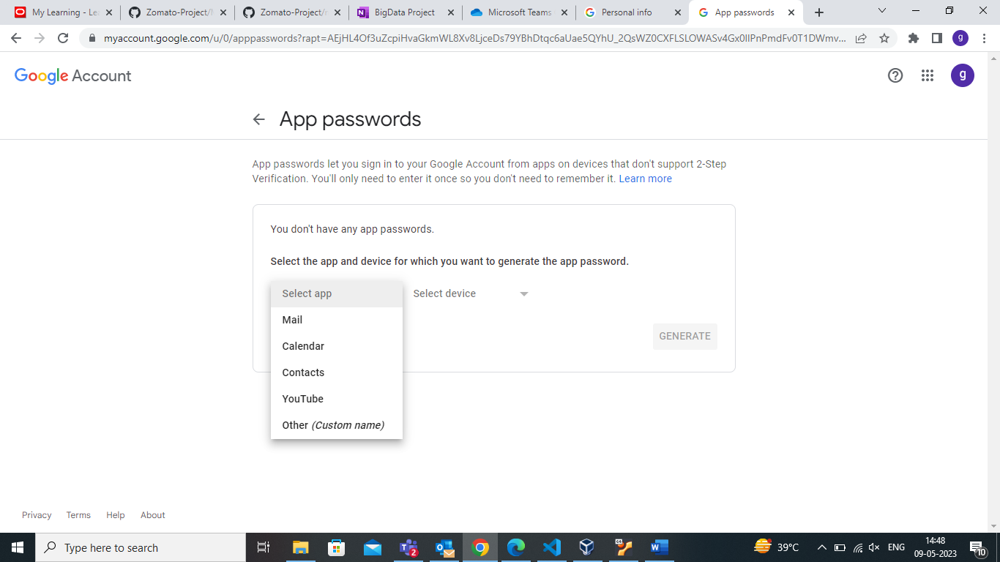 My Learning - Le
Zomato-Project/
Zomato-Project/
BigData Project
Microsoft Teams
Personal info
App passwords
myaccount.google.com/u/0/apppasswords?rapt=AEjHL4Of3uZcpiHvaGkmWL8Xv8LjceDs79YBhDtqc6aUae5QYhU_2QsWZ0CXFLSLOWASv4Gx0lIPnPmdFv0T1DWmv...
g
Google Account
g
App passwords
App passwords let you sign in to your Google Account from apps on devices that don't support 2-Step
Verification. You'll only need to enter it once so you don't need to remember it. Learn more
You don't have any app passwords.
Select the app and device for which you want to generate the app password.
Select app
Select device
Mail
Calendar
GENERATE
Contacts
YouTube
Other (Custom name)
Privacy Terms Help About
Type here to search
2
39°C
ENG
14:48
09-05-2023
10